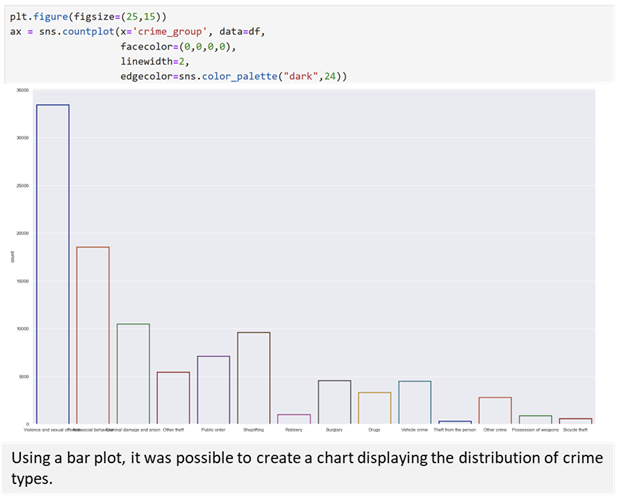 plt.figure(figsize=(25,15))
ax = sns.countplot(x='crime_group', data=df,
facecolor=(0,0,0,0),
linewidth=2,
edgecolor=sns.color_palette("dark",24))
35000
30000
25000
20000
15000
10000
5000
0
count
Violence and sexual behaviour Criminal damage and arson Other theft Public order Shoplifting Robbery Burglary Drugs Vehicle crime Theft from the person Other crime Possession of weapons Bicycle theft
Using a bar plot, it was possible to create a chart displaying the distribution of crime
types.